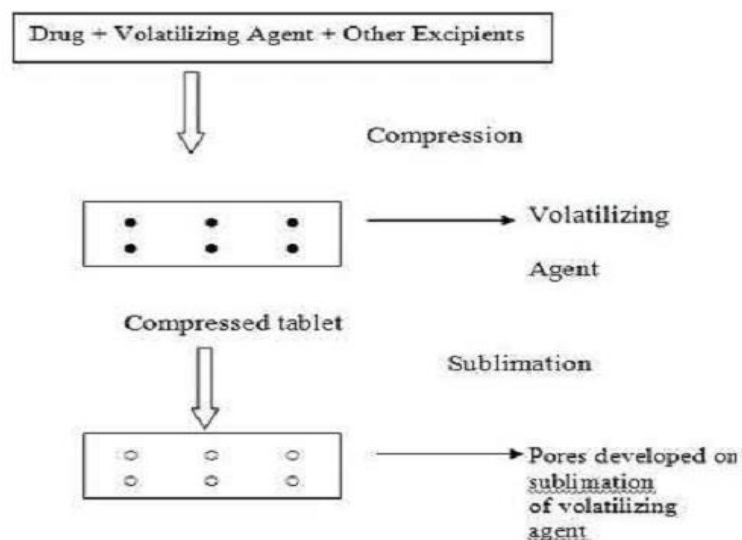 Drug + Volatilizing Agent + Other Excipients
Compression
Volatilizing
Agent
Compressed tablet
Sublimation
Pores developed on
sublimation
of volatilizing
agent